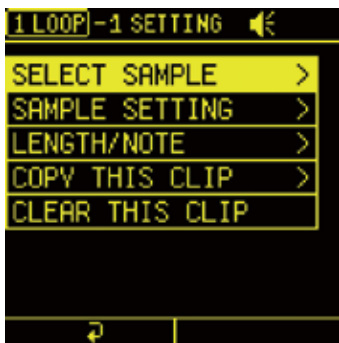 1 LOOP-1 SETTING
SELECT SAMPLE >
SAMPLE SETTING >
LENGTH/NOTE >
COPY THIS CLIP >
CLEAR THIS CLIP